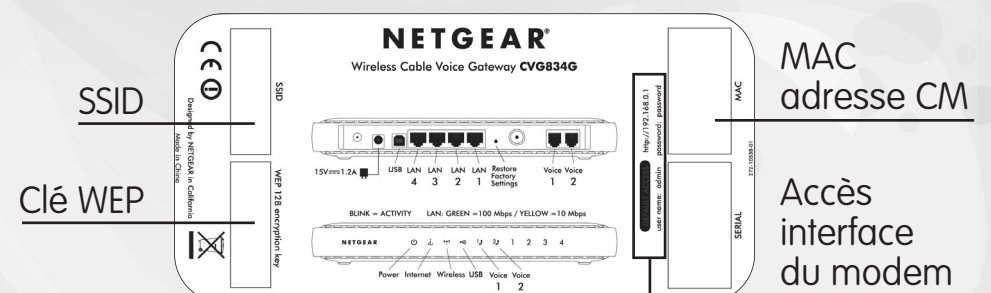 SSID
Clé WEP
Designed by NETGEAR in California
Made in China
SSID
WEP 128 encryption key
NETGEAR®
Wireless Cable Voice Gateway CVG834G
15V 1.2A
USB LAN LAN LAN LAN Restore Voice Voice
4 3 2 1 Factory 1 2
Settings
BLINK = ACTIVITY LAN: GREEN =100 Mbps / YELLOW =10 Mbps
NETGEAR 1 2 3 4
Power Internet Wireless USB Voice Voice
1 2
http://192.168.0.1
user name: admin password: password
MAC
SERIAL
272-10538-01
MAC
adresse CM
Accès
interface
du modem